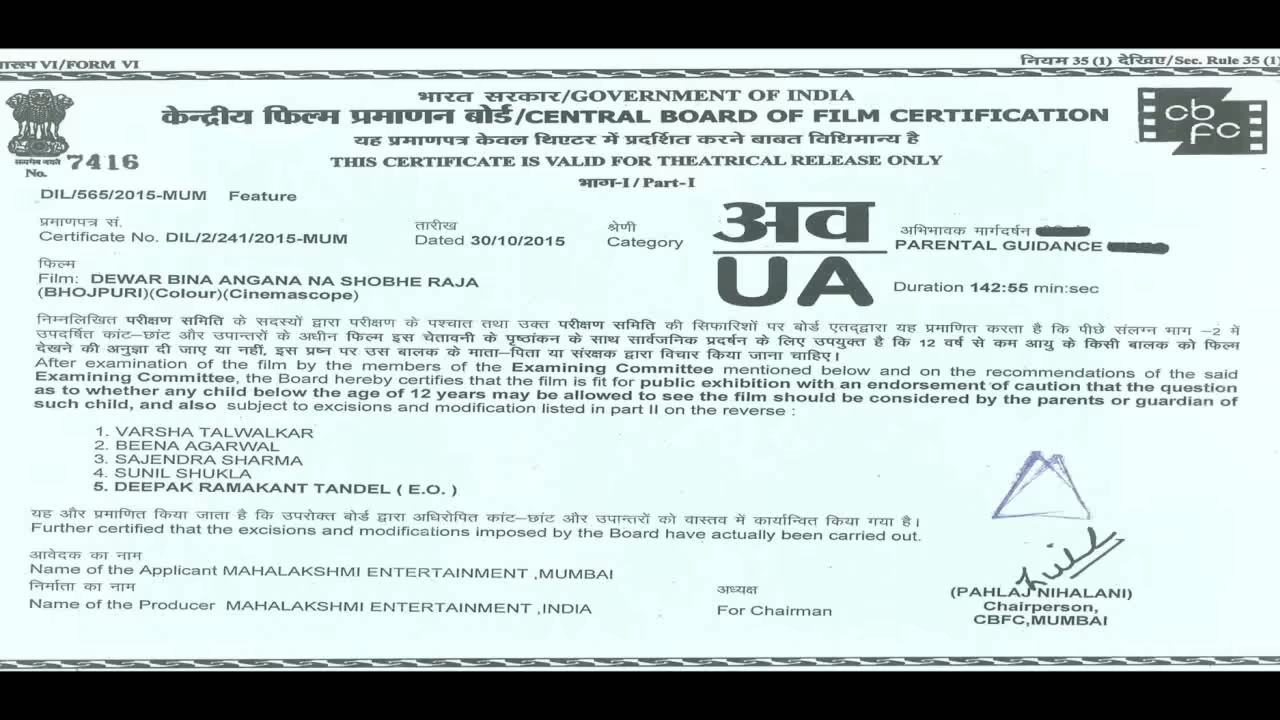 रूप VI/FORM VI
नियम 35 (1) देखिए/Sec. Rule 35 (1)
भारत सरकार/GOVERNMENT OF INDIA
केन्द्रीय फिल्म प्रमाणन बोर्ड/CENTRAL BOARD OF FILM CERTIFICATION
यह प्रमाणपत्र केवल थिएटर में प्रदर्शित करने बाबत विधिमान्य है
THIS CERTIFICATE IS VALID FOR THEATRICAL RELEASE ONLY
cb
fc
सत्यमेव जयते
No. 7416
भाग-I / Part-I
DIL/565/2015-MUM Feature
प्रमाणपत्र सं. तारीख श्रेणी अव अभिभावक मार्गदर्शन
Certificate No. DIL/2/241/2015-MUM Dated 30/10/2015 Category UA PARENTAL GUIDANCE
फिल्म
Film: DEWAR BINA ANGANA NA SHOBHE RAJA
Duration 142:55 min:sec
(BHOJPURI)(Colour)(Cinemascope)
निम्नलिखित परीक्षण समिति के सदस्यों द्वारा परीक्षण के पश्चात तथा उक्त परीक्षण समिति की सिफारिशों पर बोर्ड एतद्द्वारा यह प्रमाणित करता है कि पीछे संलग्न भाग -2 में
उपदर्षित कांट-छांट और उपान्तरों के अधीन फिल्म इस चेतावनी के पृष्ठांकन के साथ सार्वजनिक प्रदर्शन के लिए उपयुक्त है कि 12 वर्ष से कम आयु के किसी बालक को फिल्म
देखने की अनुज्ञा दी जाए या नहीं, इस प्रश्न पर उस बालक के माता-पिता या संरक्षक द्वारा विचार किया जाना चाहिए।
After examination of the film by the members of the Examining Committee mentioned below and on the recommendations of the said
Examining Committee, the Board hereby certifies that the film is fit for public exhibition with an endorsement of caution that the question
as to whether any child below the age of 12 years may be allowed to see the film should be considered by the parents or guardian of
such child, and also subject to excisions and modification listed in part II on the reverse :
1. VARSHA TALWALKAR
2. BEENA AGARWAL
3. SAJENDRA SHARMA
4. SUNIL SHUKLA
5. DEEPAK RAMAKANT TANDEL ( E.O. )
यह और प्रमाणित किया जाता है कि उपरोक्त बोर्ड द्वारा अधिरोपित कांट-छांट और उपान्तरों को वास्तव में कार्यान्वित किया गया है।
Further certified that the excisions and modifications imposed by the Board have actually been carried out.
आवेदक का नाम
Name of the Applicant MAHALAKSHMI ENTERTAINMENT ,MUMBAI
निर्माता का नाम
Name of the Producer MAHALAKSHMI ENTERTAINMENT ,INDIA
अध्यक्ष
For Chairman
(PAHLAJ NIHALANI)
Chairperson,
CBFC,MUMBAI